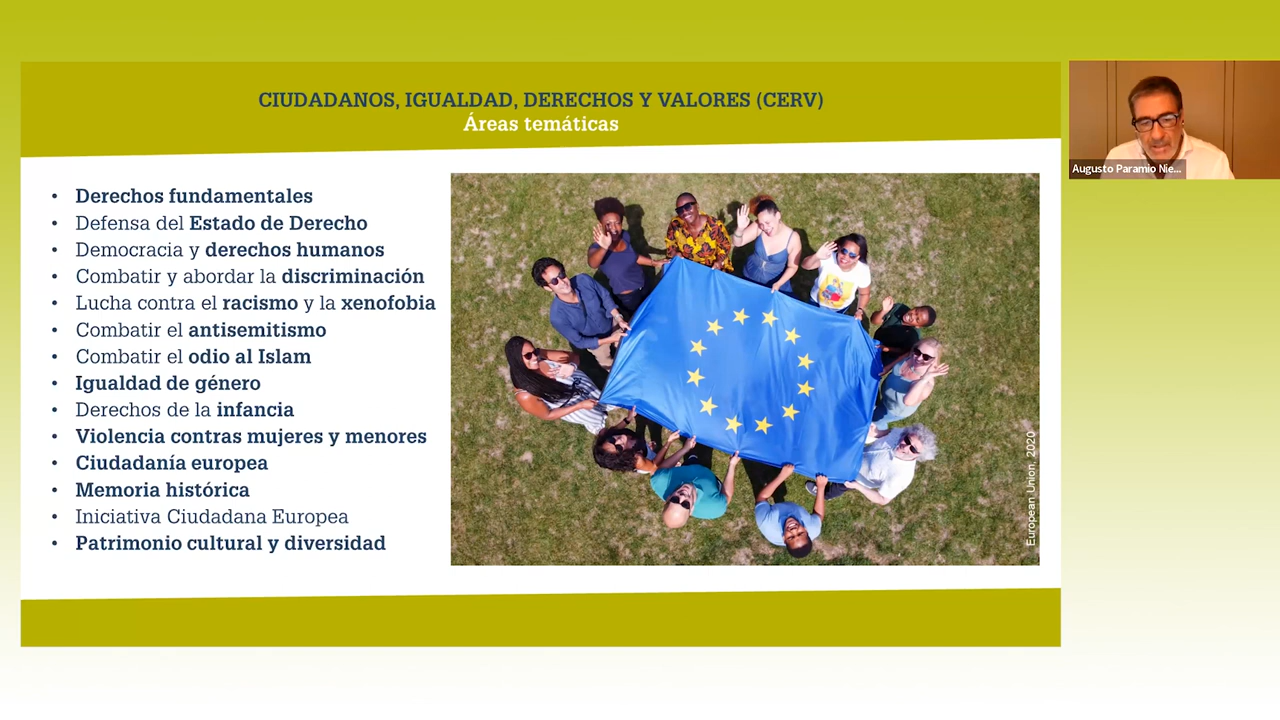 CIUDADANOS, IGUALDAD, DERECHOS Y VALORES (CERV)
Áreas temáticas
• Derechos fundamentales
• Defensa del Estado de Derecho
• Democracia y derechos humanos
• Combatir y abordar la discriminación
• Lucha contra el racismo y la xenofobia
• Combatir el antisemitismo
• Combatir el odio al Islam
• Igualdad de género
• Derechos de la infancia
• Violencia contras mujeres y menores
• Ciudadanía europea
• Memoria histórica
• Iniciativa Ciudadana Europea
• Patrimonio cultural y diversidad
European Union, 2020
Augusto Paramio Nie...